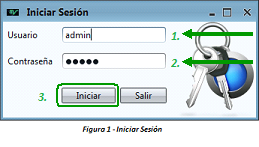 Iniciar Sesión
Usuario admin 1.
Contraseña ●●●●● 2.
3. Iniciar Salir
Figura 1 - Iniciar Sesión